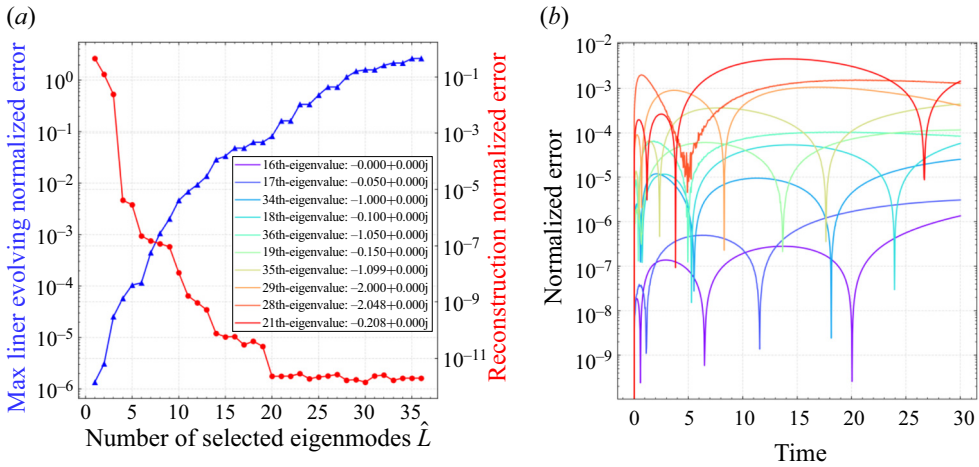 (a)
Max liner evolving normalized error
10^0
10^−1
10^−2
10^−3
10^−4
10^−5
10^−6
0 5 10 15 20 25 30 35
Number of selected eigenmodes L̂
10^−1
10^−3
10^−5
10^−7
10^−9
10^−11
Reconstruction normalized error
16th-eigenvalue: −0.000+0.000j
17th-eigenvalue: −0.050+0.000j
34th-eigenvalue: −1.000+0.000j
18th-eigenvalue: −0.100+0.000j
36th-eigenvalue: −1.050+0.000j
19th-eigenvalue: −0.150+0.000j
35th-eigenvalue: −1.099+0.000j
29th-eigenvalue: −2.000+0.000j
28th-eigenvalue: −2.048+0.000j
21th-eigenvalue: −0.208+0.000j
(b)
Normalized error
10^−2
10^−3
10^−4
10^−5
10^−6
10^−7
10^−8
10^−9
0 5 10 15 20 25 30
Time